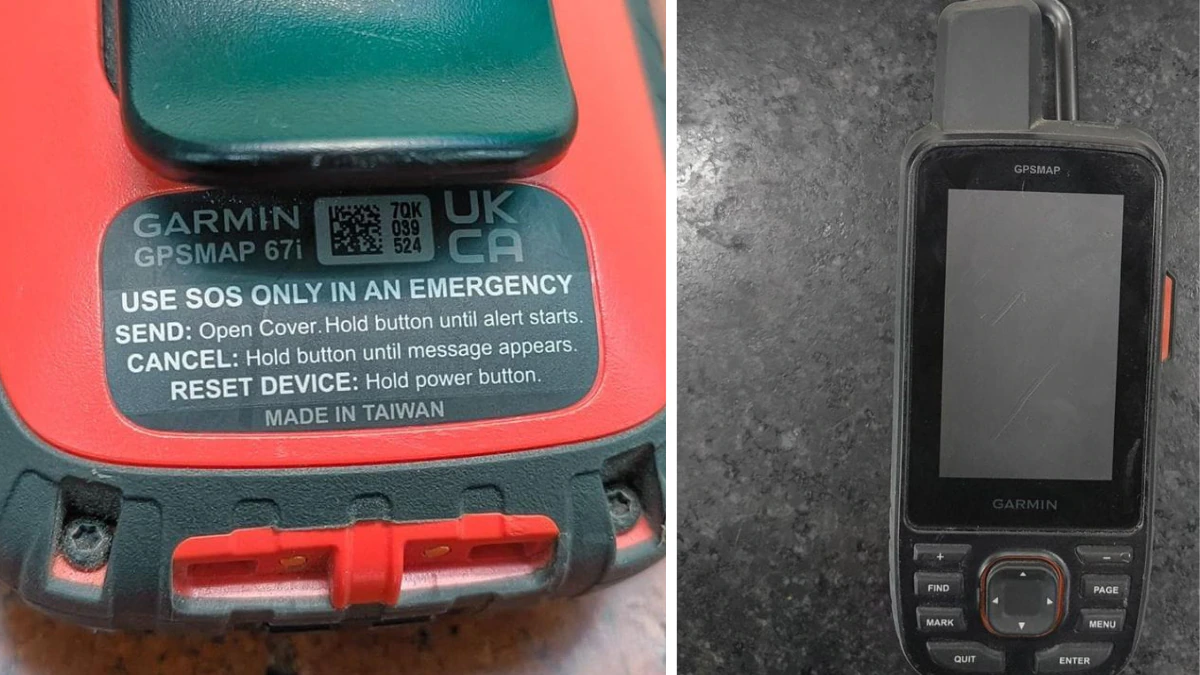 GARMIN
GPSMAP 67i
7QK
039
524
UK
CA
USE SOS ONLY IN AN EMERGENCY
SEND: Open Cover. Hold button until alert starts.
CANCEL: Hold button until message appears.
RESET DEVICE: Hold power button.
MADE IN TAIWAN
GPSMAP
GARMIN
+
−
FIND
PAGE
MARK
MENU
QUIT
ENTER